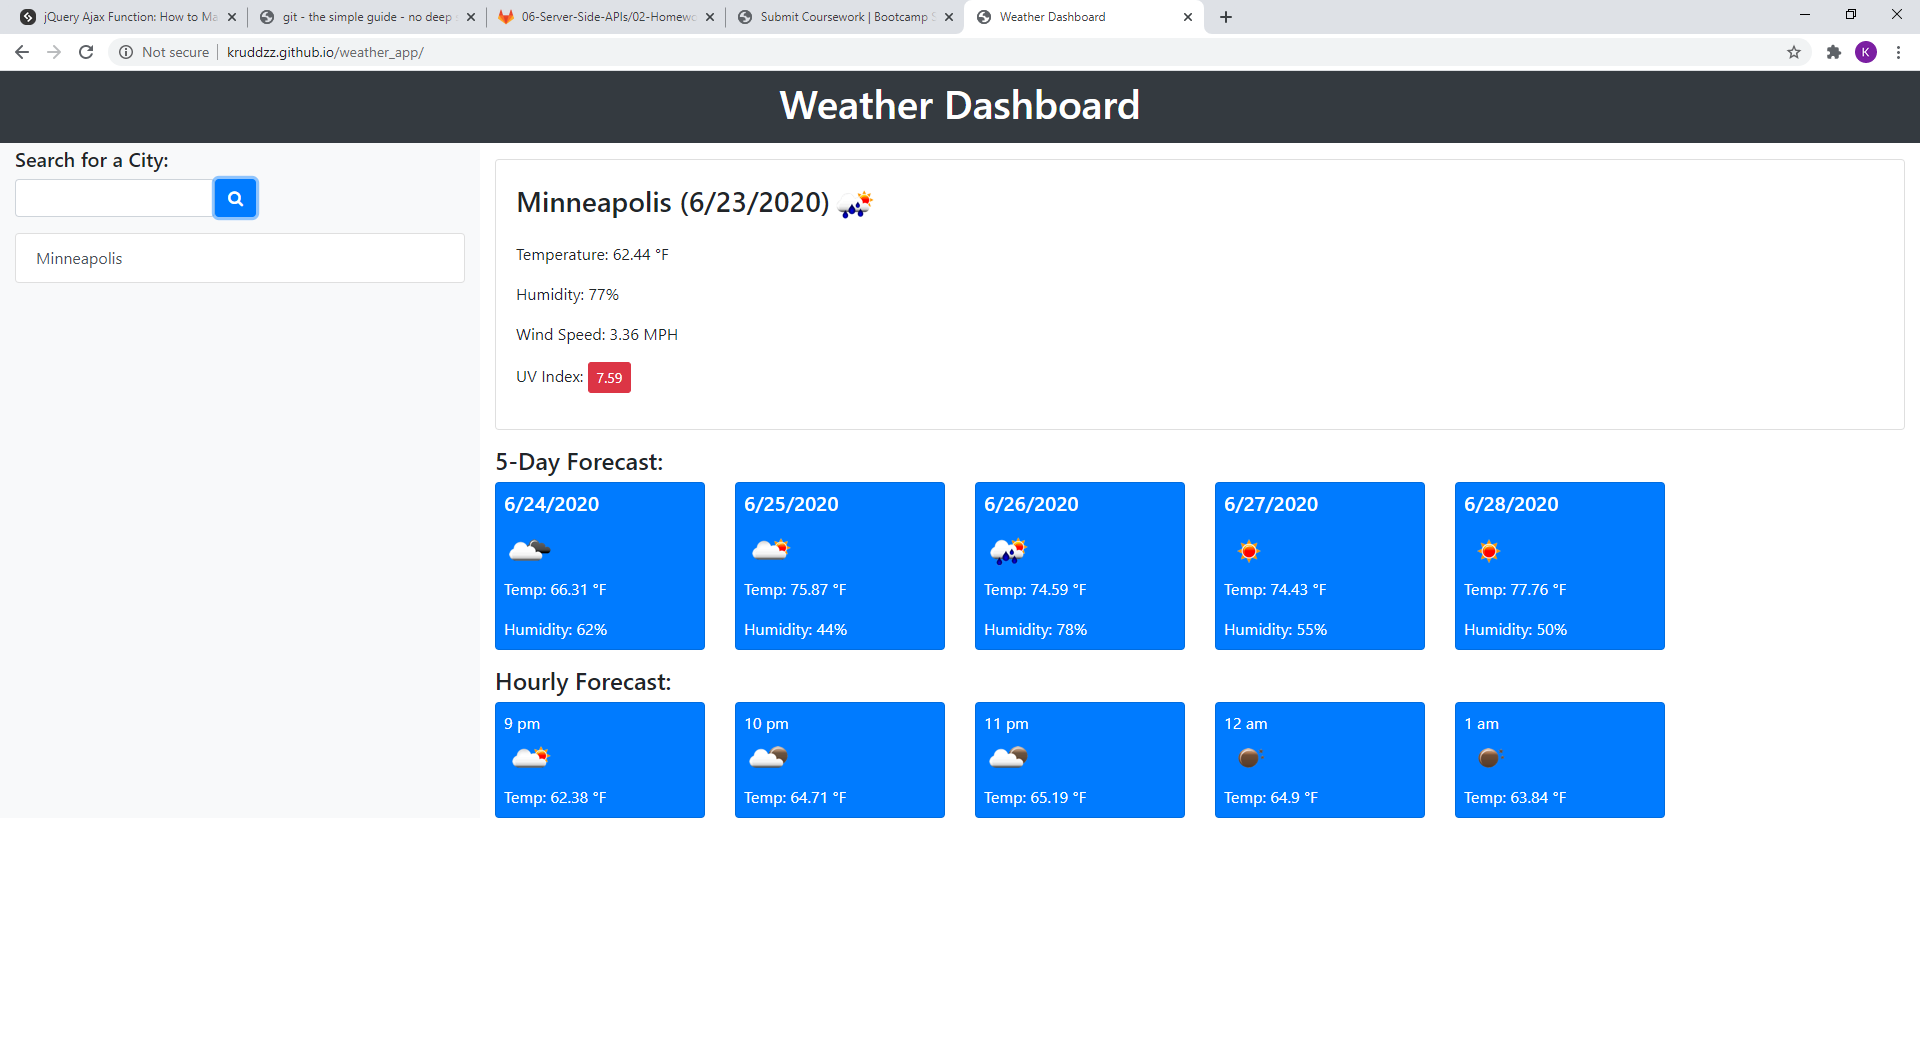 jQuery Ajax Function: How to Ma
git - the simple guide - no deep
06-Server-Side-APIs/02-Homewo
Submit Coursework | Bootcamp S
Weather Dashboard
Not secure
kruddzz.github.io/weather_app/
K
Weather Dashboard
Search for a City:
Minneapolis
Minneapolis (6/23/2020)
Temperature: 62.44 °F
Humidity: 77%
Wind Speed: 3.36 MPH
UV Index: 7.59
5-Day Forecast:
6/24/2020
Temp: 66.31 °F
Humidity: 62%
6/25/2020
Temp: 75.87 °F
Humidity: 44%
6/26/2020
Temp: 74.59 °F
Humidity: 78%
6/27/2020
Temp: 74.43 °F
Humidity: 55%
6/28/2020
Temp: 77.76 °F
Humidity: 50%
Hourly Forecast:
9 pm
Temp: 62.38 °F
10 pm
Temp: 64.71 °F
11 pm
Temp: 65.19 °F
12 am
Temp: 64.9 °F
1 am
Temp: 63.84 °F